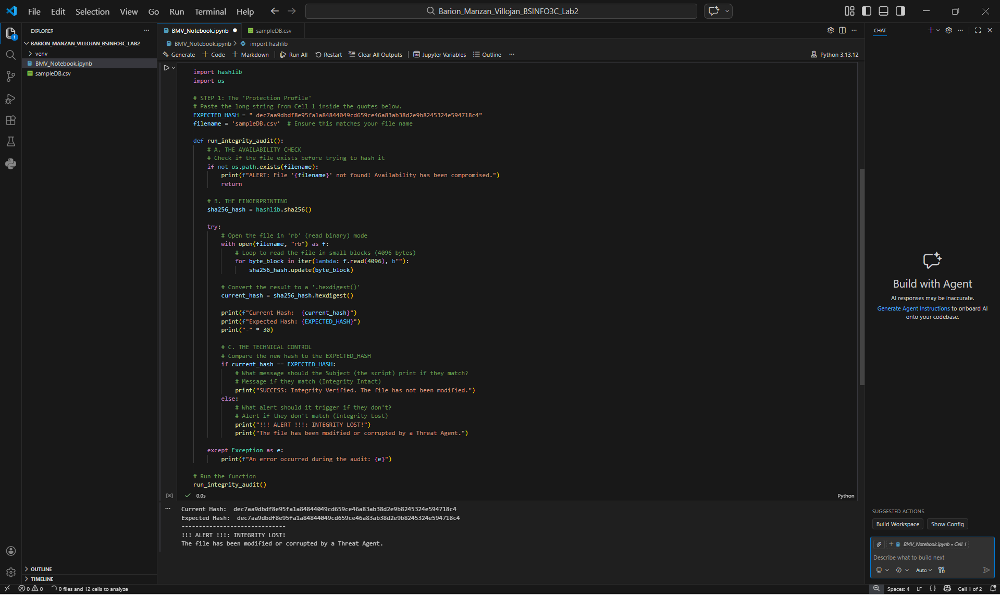 File Edit Selection View Go Run Terminal Help
Barion_Manzan_Villojan_BSINFO3C_Lab2
EXPLORER
BARION_MANZAN_VILLOJAN_BSINFO3C_LAB2
venv
BMV_Notebook.ipynb
sampleDB.csv
OUTLINE
TIMELINE
BMV_Notebook.ipynb
sampleDB.csv
BMV_Notebook.ipynb > import hashlib
Generate + Code + Markdown Run All Restart Clear All Outputs Jupyter Variables Outline ... Python 3.13.12
import hashlib
import os
# STEP 1: The 'Protection Profile'
# Paste the long string from Cell 1 inside the quotes below.
EXPECTED_HASH = " dec7aa9dbdf8e95fa1a84844049cd659ce46a83ab38d2e9b8245324e594718c4"
filename = 'sampleDB.csv'  # Ensure this matches your file name
def run_integrity_audit():
    # A. THE AVAILABILITY CHECK
    # Check if the file exists before trying to hash it
    if not os.path.exists(filename):
        print(f"ALERT: File '{filename}' not found! Availability has been compromised.")
        return
    # B. THE FINGERPRINTING
    sha256_hash = hashlib.sha256()
    try:
        # Open the file in 'rb' (read binary) mode
        with open(filename, "rb") as f:
            # Loop to read the file in small blocks (4096 bytes)
            for byte_block in iter(lambda: f.read(4096), b""):
                sha256_hash.update(byte_block)
        # Convert the result to a '.hexdigest()'
        current_hash = sha256_hash.hexdigest()
        print(f"Current Hash:  {current_hash}")
        print(f"Expected Hash: {EXPECTED_HASH}")
        print("-" * 30)
        # C. THE TECHNICAL CONTROL
        # Compare the new hash to the EXPECTED_HASH
        if current_hash == EXPECTED_HASH:
            # What message should the Subject (the script) print if they match?
            # Message if they match (Integrity Intact)
            print("SUCCESS: Integrity Verified. The file has not been modified.")
        else:
            # What alert should it trigger if they don't?
            # Alert if they don't match (Integrity Lost)
            print("!!! ALERT !!!: INTEGRITY LOST!")
            print("The file has been modified or corrupted by a Threat Agent.")
    except Exception as e:
        print(f"An error occurred during the audit: {e}")
# Run the function
run_integrity_audit()
[8] 0.0s Python
Current Hash:  dec7aa9dbdf8e95fa1a84844049cd659ce46a83ab38d2e9b8245324e594718c4
Expected Hash:  dec7aa9dbdf8e95fa1a84844049cd659ce46a83ab38d2e9b8245324e594718c4
------------------------------
!!! ALERT !!!: INTEGRITY LOST!
The file has been modified or corrupted by a Threat Agent.
CHAT
Build with Agent
AI responses may be inaccurate.
Generate Agent Instructions to onboard AI
onto your codebase.
SUGGESTED ACTIONS
Build Workspace Show Config
+ BMV_Notebook.ipynb • Cell 1
Describe what to build next
Auto
0 0 0 files and 12 cells to analyze
Spaces: 4 LF { } Cell 1 of 2
1